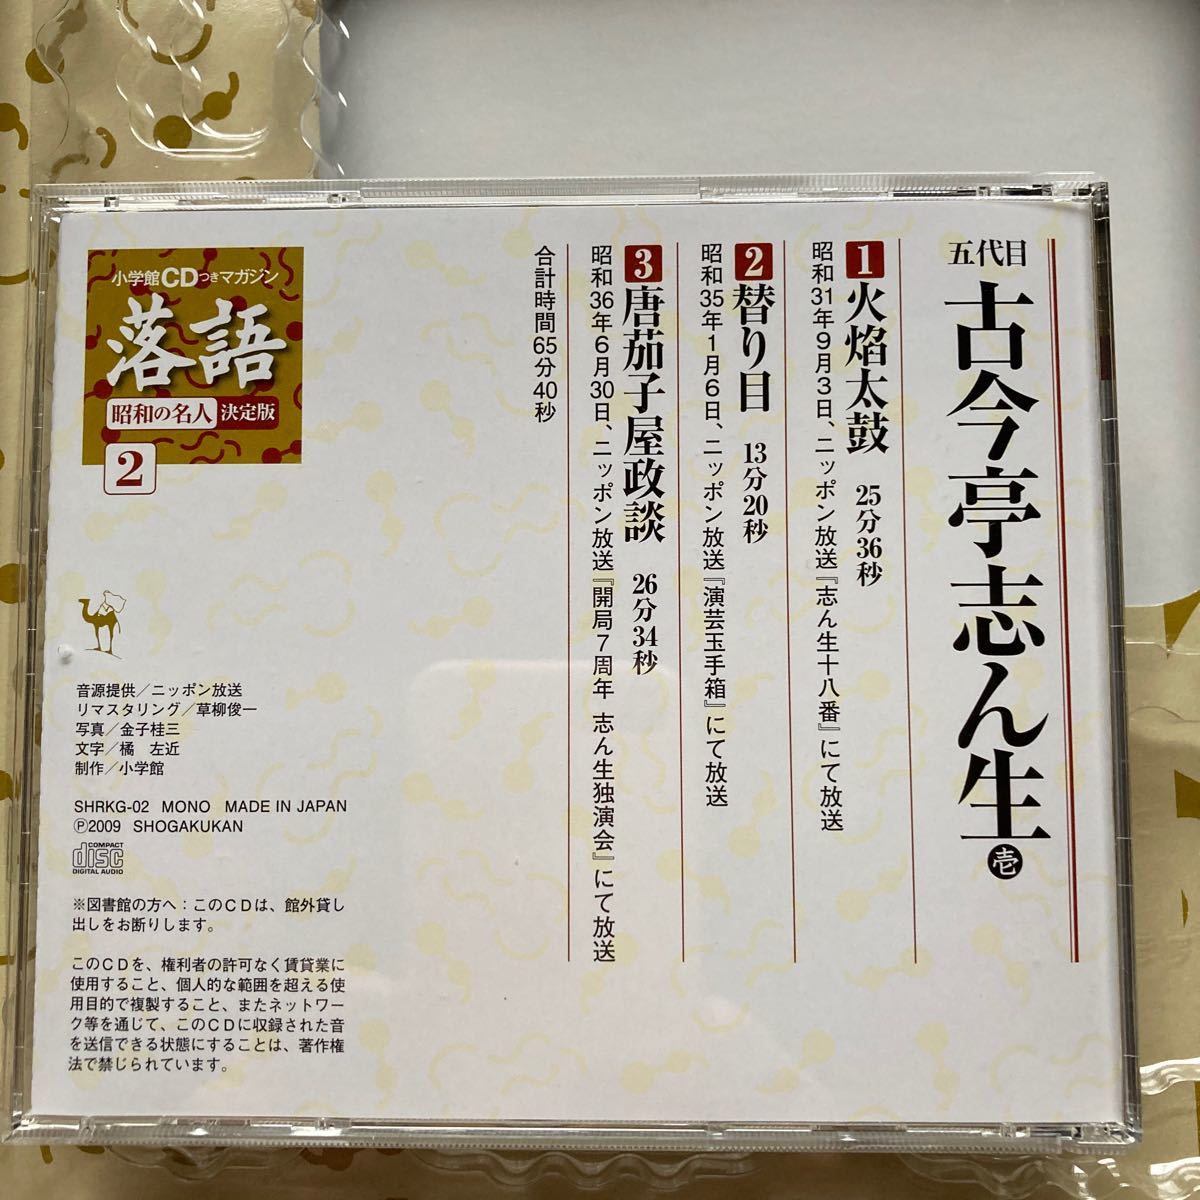 五代目
古今亭志ん生
壱
1 火焔太鼓 25分36秒
昭和31年9月3日、ニッポン放送『志ん生十八番』にて放送
2 替り目 13分20秒
昭和35年1月6日、ニッポン放送『演芸玉手箱』にて放送
3 唐茄子屋政談 26分34秒
昭和36年6月30日、ニッポン放送『開局7周年 志ん生独演会』にて放送
合計時間65分40秒
小学館CDつきマガジン
落語
昭和の名人 決定版
2
音源提供／ニッポン放送
リマスタリング／草柳俊一
写真／金子桂三
文字／橘 左近
制作／小学館
SHRKG-02 MONO MADE IN JAPAN
Ⓟ2009 SHOGAKUKAN
COMPACT
disc
DIGITAL AUDIO
※図書館の方へ：このCDは、館外貸し
出しをお断りします。
このCDを、権利者の許可なく賃貸業に
使用すること、個人的な範囲を超える使
用目的で複製すること、またネットワー
ク等を通じて、このCDに収録された音
を送信できる状態にすることは、著作権
法で禁じられています。